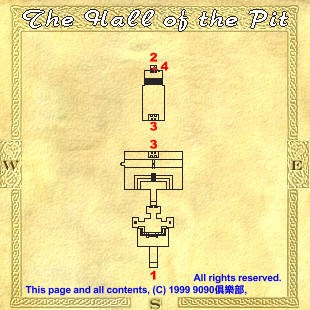 The Hall of the Pit
2
4
3
3
W
E
1
All rights reserved.
This page and all contents, (C) 1999 9090俱樂部.
S